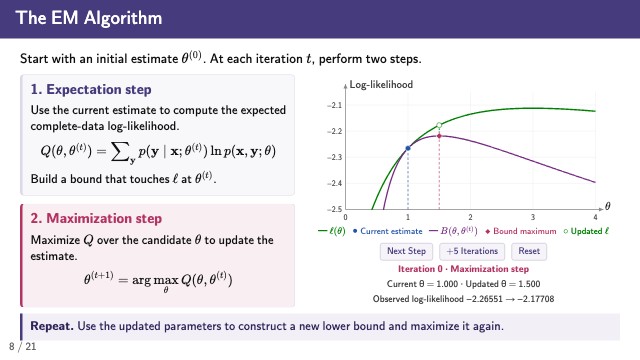 The EM Algorithm
Start with an initial estimate θ^(0). At each iteration t, perform two steps.
1. Expectation step
Use the current estimate to compute the expected
complete-data log-likelihood.
Q(θ, θ^(t)) = ∑_y p(y | x; θ^(t)) ln p(x, y; θ)
Build a bound that touches ℓ at θ^(t).
2. Maximization step
Maximize Q over the candidate θ to update the
estimate.
θ^(t+1) = arg max_θ Q(θ, θ^(t))
Log-likelihood
−2.1
−2.2
−2.3
−2.4
−2.5
0 1 2 3 4 θ
ℓ(θ) Current estimate B(θ, θ^(t)) Bound maximum Updated ℓ
Next Step +5 Iterations Reset
Iteration 0 · Maximization step
Current θ = 1.000 · Updated θ = 1.500
Observed log-likelihood −2.26551 → −2.17708
Repeat. Use the updated parameters to construct a new lower bound and maximize it again.
8 / 21